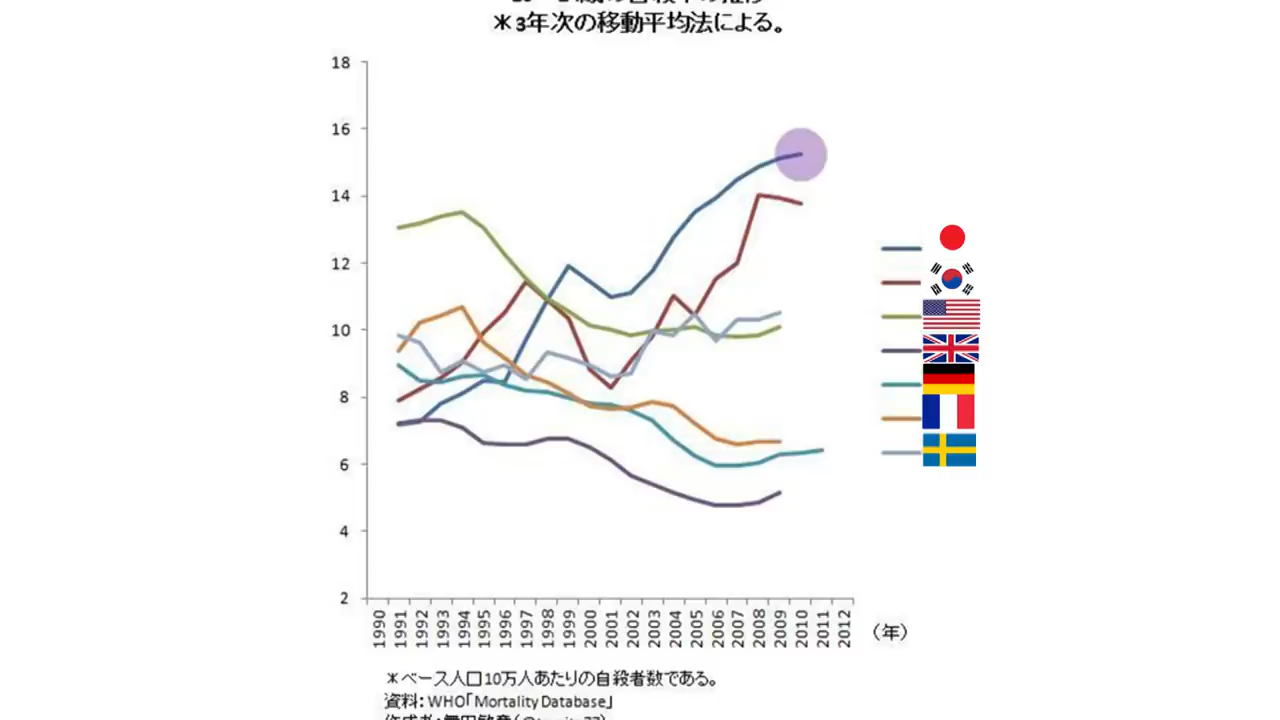 ＊3年次の移動平均法による。
18
16
14
12
10
8
6
4
2
1990 1991 1992 1993 1994 1995 1996 1997 1998 1999 2000 2001 2002 2003 2004 2005 2006 2007 2008 2009 2010 2011 2012 （年）
＊ベース人口10万人あたりの自殺者数である。
資料：WHO「Mortality Database」